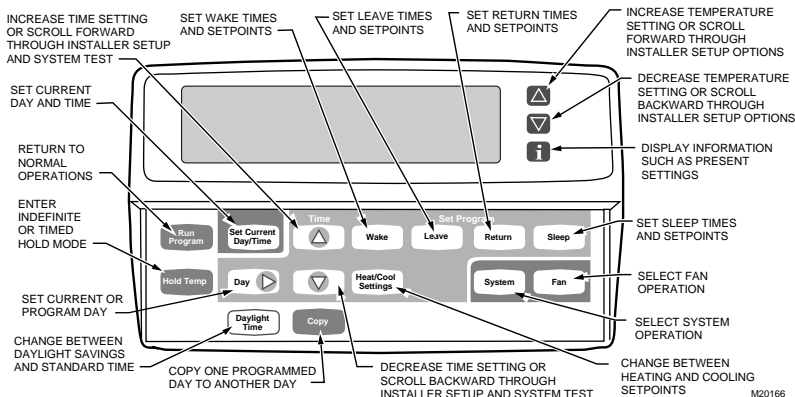 INCREASE TIME SETTING
OR SCROLL FORWARD
THROUGH INSTALLER SETUP
AND SYSTEM TEST
SET WAKE TIMES
AND SETPOINTS
SET LEAVE TIMES
AND SETPOINTS
SET RETURN TIMES
AND SETPOINTS
INCREASE TEMPERATURE
SETTING OR SCROLL
FORWARD THROUGH
INSTALLER SETUP OPTIONS
SET CURRENT
DAY AND TIME
DECREASE TEMPERATURE
SETTING OR SCROLL
BACKWARD THROUGH
INSTALLER SETUP OPTIONS
i
DISPLAY INFORMATION
SUCH AS PRESENT
SETTINGS
RETURN TO
NORMAL
OPERATIONS
ENTER
INDEFINITE
OR TIMED
HOLD MODE
Time
Set Program
Run
Program
Set Current
Day/Time
Wake
Leave
Return
Sleep
SET SLEEP TIMES
AND SETPOINTS
Hold Temp
Day
Heat/Cool
Settings
System
Fan
SELECT FAN
OPERATION
SET CURRENT OR
PROGRAM DAY
Daylight
Time
Copy
SELECT SYSTEM
OPERATION
CHANGE BETWEEN
DAYLIGHT SAVINGS
AND STANDARD TIME
COPY ONE PROGRAMMED
DAY TO ANOTHER DAY
DECREASE TIME SETTING OR
SCROLL BACKWARD THROUGH
INSTALLER SETUP AND SYSTEM TEST
CHANGE BETWEEN
HEATING AND COOLING
SETPOINTS
M20166